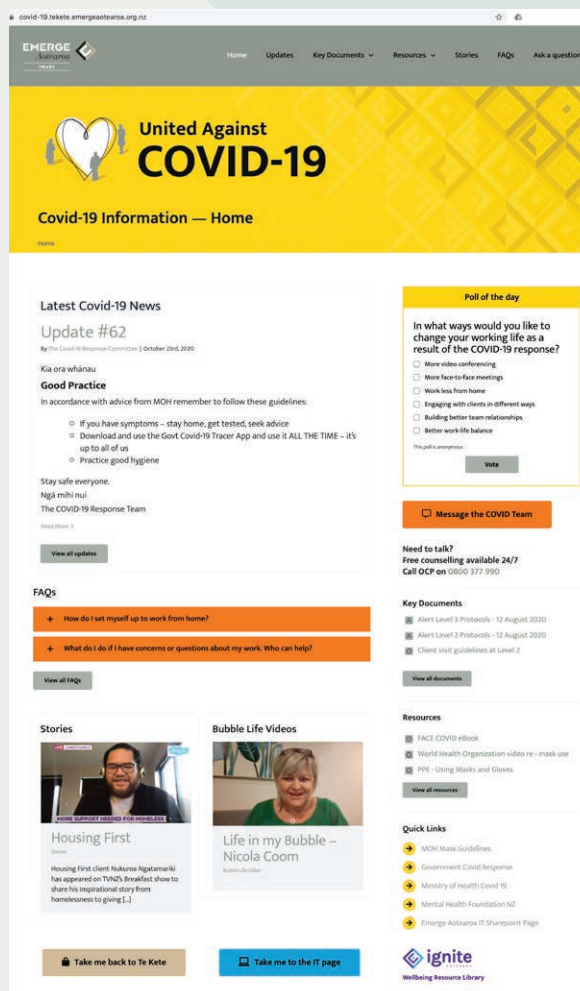 covid-19.tekete.emergeaotearoa.org.nz
EMERGE
Aotearoa
TRUST
Home
Updates
Key Documents
Resources
Stories
FAQs
Ask a question
United Against
COVID-19
Covid-19 Information — Home
Home
Latest Covid-19 News
Update #62
By The Covid-19 Response Committee | October 23rd, 2020
Kia ora whānau
Good Practice
In accordance with advice from MOH remember to follow these guidelines:
If you have symptoms – stay home, get tested, seek advice
Download and use the Govt Covid-19 Tracer App and use it ALL THE TIME – it's
up to all of us
Practice good hygiene
Stay safe everyone.
Ngā mihi nui
The COVID-19 Response Team
Read More
View all updates
FAQs
+ How do I set myself up to work from home?
+ What do I do if I have concerns or questions about my work. Who can help?
View all FAQs
Stories
LIVE
MORE SUPPORT NEEDED FOR HOMELESS
Housing First
Stories
Housing First client Nukuroa Ngatamariki
has appeared on TVNZ's Breakfast show to
share his inspirational story from
homelessness to giving [...]
Bubble Life Videos
Life in my Bubble –
Nicola Coom
Bubble Life Video
Take me back to Te Kete
Take me to the IT page
Poll of the day
In what ways would you like to
change your working life as a
result of the COVID-19 response?
More video conferencing
More face-to-face meetings
Work less from home
Engaging with clients in different ways
Building better team relationships
Better work-life balance
This poll is anonymous
Vote
Message the COVID Team
Need to talk?
Free counselling available 24/7
Call OCP on 0800 377 990
Key Documents
Alert Level 3 Protocols - 12 August 2020
Alert Level 2 Protocols - 12 August 2020
Client visit guidelines at Level 2
View all documents
Resources
FACE COVID eBook
World Health Organization video re - mask use
PPE - Using Masks and Gloves
View all resources
Quick Links
MOH Mask Guidelines
Government Covid Response
Ministry of Health Covid 19
Mental Health Foundation NZ
Emerge Aotearoa IT Sharepoint Page
ignite
Wellbeing Resource Library